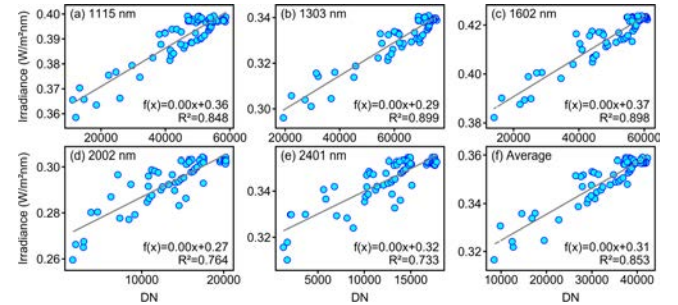 (a) 1115 nm
(b) 1303 nm
(c) 1602 nm
Irradiance (W/m²nm)
0.40
0.39
0.38
0.37
0.36
f(x)=0.00x+0.36
R²=0.848
20000 40000 60000
0.34
0.32
0.30
f(x)=0.00x+0.29
R²=0.899
20000 40000 60000
0.42
0.40
0.38
f(x)=0.00x+0.37
R²=0.898
20000 40000 60000
(d) 2002 nm
(e) 2401 nm
(f) Average
Irradiance (W/m²nm)
0.30
0.28
0.26
f(x)=0.00x+0.27
R²=0.764
10000 20000
DN
0.34
0.32
f(x)=0.00x+0.32
R²=0.733
5000 10000 15000
DN
0.36
0.34
0.32
f(x)=0.00x+0.31
R²=0.853
10000 20000 30000 40000
DN